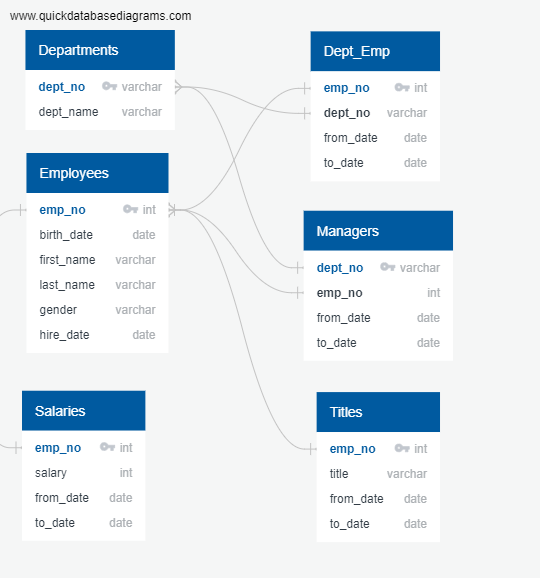 www.quickdatabasediagrams.com
Departments
dept_no varchar
dept_name varchar
Employees
emp_no int
birth_date date
first_name varchar
last_name varchar
gender varchar
hire_date date
Salaries
emp_no int
salary int
from_date date
to_date date
Dept_Emp
emp_no int
dept_no varchar
from_date date
to_date date
Managers
dept_no varchar
emp_no int
from_date date
to_date date
Titles
emp_no int
title varchar
from_date date
to_date date